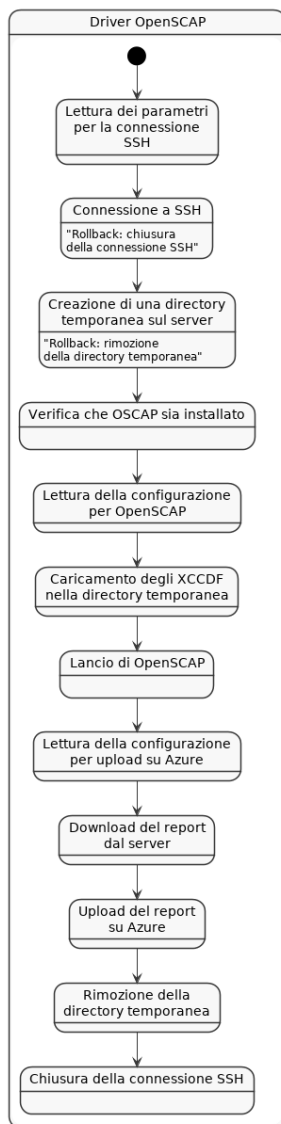 Driver OpenSCAP
Lettura dei parametri
per la connessione
SSH
Connessione a SSH
"Rollback: chiusura
della connessione SSH"
Creazione di una directory
temporanea sul server
"Rollback: rimozione
della directory temporanea"
Verifica che OSCAP sia installato
Lettura della configurazione
per OpenSCAP
Caricamento degli XCCDF
nella directory temporanea
Lancio di OpenSCAP
Lettura della configurazione
per upload su Azure
Download del report
dal server
Upload del report
su Azure
Rimozione della
directory temporanea
Chiusura della connessione SSH